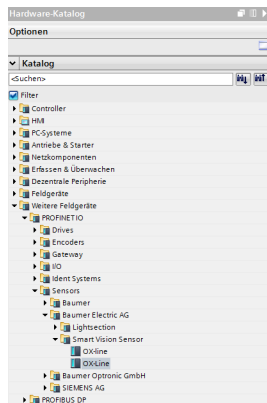 Hardware-Katalog
Optionen
Katalog
<Suchen>
Filter
Controller
HMI
PC-Systeme
Antriebe & Starter
Netzkomponenten
Erfassen & Überwachen
Dezentrale Peripherie
Feldgeräte
Weitere Feldgeräte
PROFINET IO
Drives
Encoders
Gateway
I/O
Ident Systems
Sensors
Baumer
Baumer Electric AG
Lightsection
Smart Vision Sensor
OX-line
OX-Line
Baumer Optronic GmbH
SIEMENS AG
PROFIBUS DP